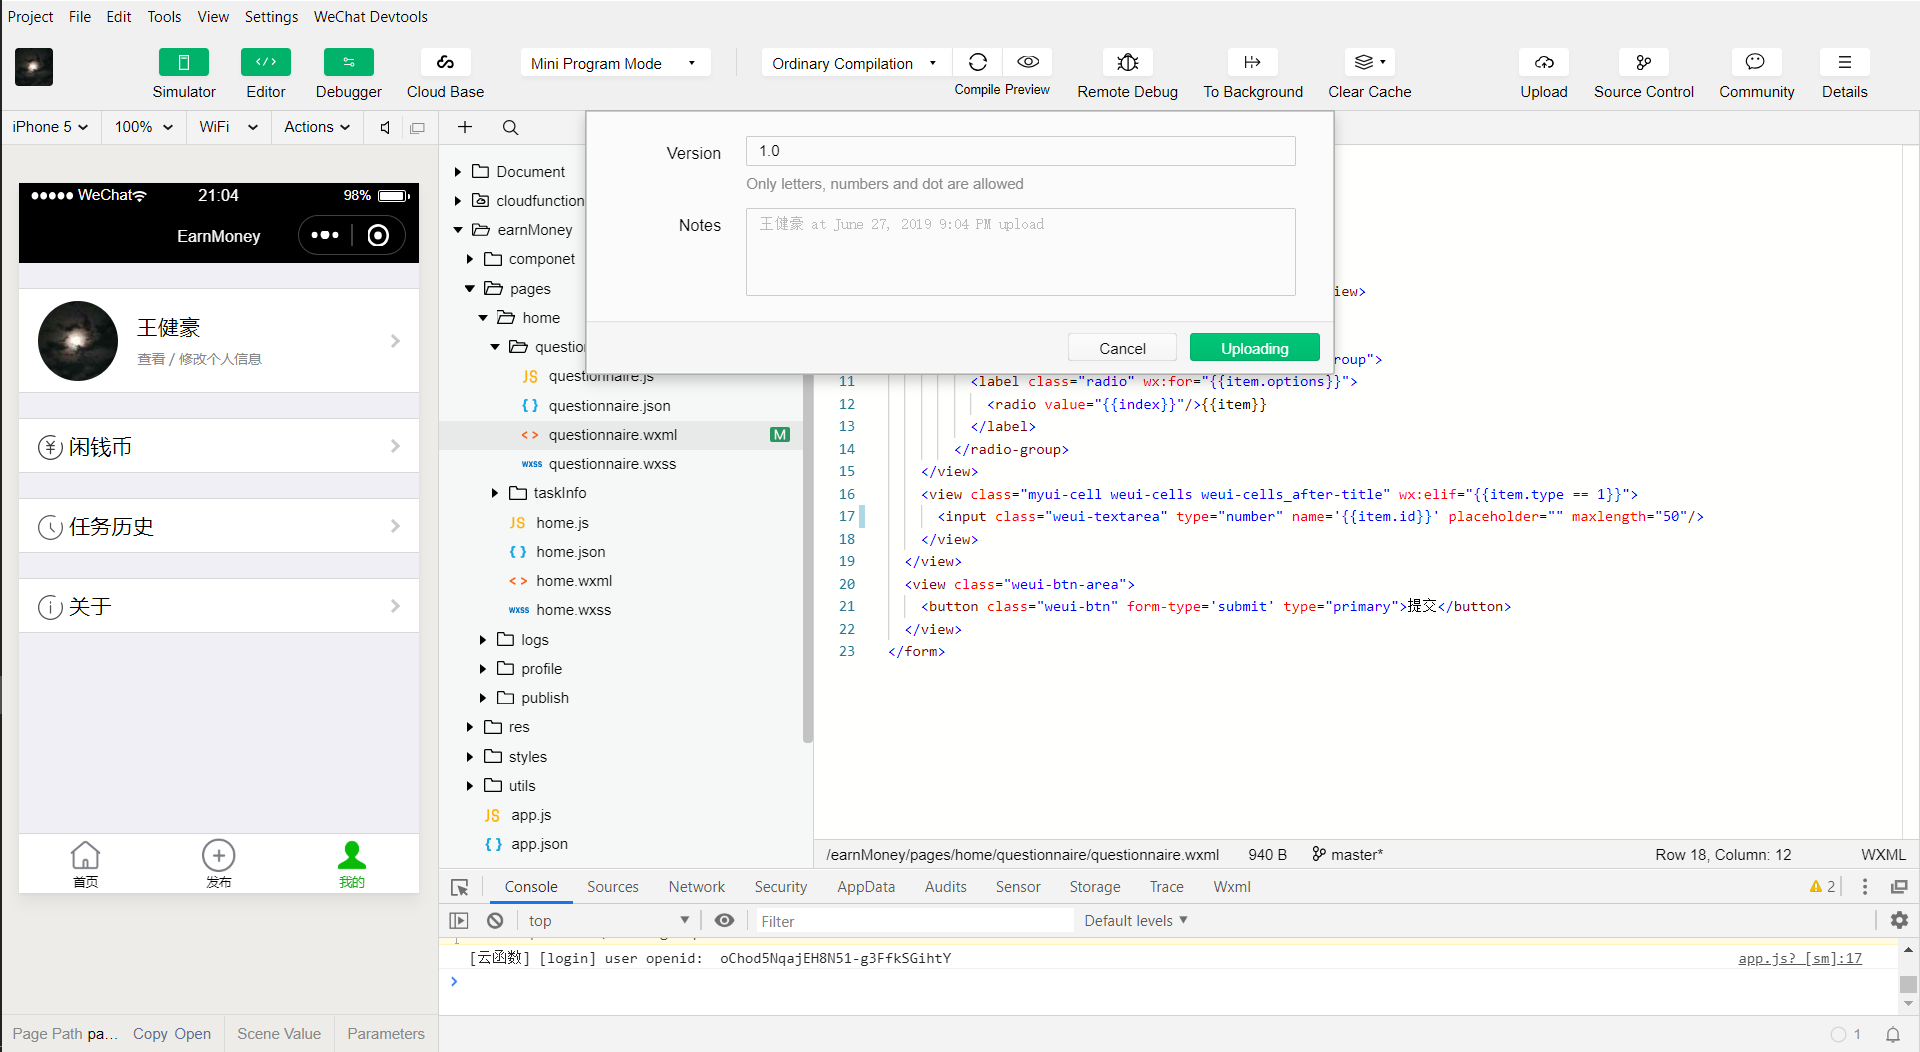 Project File Edit Tools View Settings WeChat Devtools
Mini Program Mode
Ordinary Compilation
Simulator Editor Debugger Cloud Base Compile Preview Remote Debug To Background Clear Cache Upload Source Control Community Details
iPhone 5 100% WiFi Actions
WeChat 21:04 98%
EarnMoney
王健豪
查看 / 修改个人信息
闲钱币
任务历史
关于
首页 发布 我的
Page Path pa... Copy Open Scene Value Parameters
Document
cloudfunction
earnMoney
componet
pages
home
question
questionnaire.js
questionnaire.json
questionnaire.wxml M
questionnaire.wxss
taskInfo
home.js
home.json
home.wxml
home.wxss
logs
profile
publish
res
styles
utils
app.js
app.json
Version 1.0
Only letters, numbers and dot are allowed
Notes 王健豪 at June 27, 2019 9:04 PM upload
Cancel Uploading
iew>
roup">
11 <label class="radio" wx:for="{{item.options}}">
12 <radio value="{{index}}"/>{{item}}
13 </label>
14 </radio-group>
15 </view>
16 <view class="myui-cell weui-cells weui-cells_after-title" wx:elif="{{item.type == 1}}">
17 <input class="weui-textarea" type="number" name='{{item.id}}' placeholder="" maxlength="50"/>
18 </view>
19 </view>
20 <view class="weui-btn-area">
21 <button class="weui-btn" form-type='submit' type="primary">提交</button>
22 </view>
23 </form>
/earnMoney/pages/home/questionnaire/questionnaire.wxml 940 B master* Row 18, Column: 12 WXML
Console Sources Network Security AppData Audits Sensor Storage Trace Wxml 2
top Filter Default levels
[云函数] [login] user openid: oChod5NqajEH8N51-g3FfkSGihtY app.js? [sm]:17
1